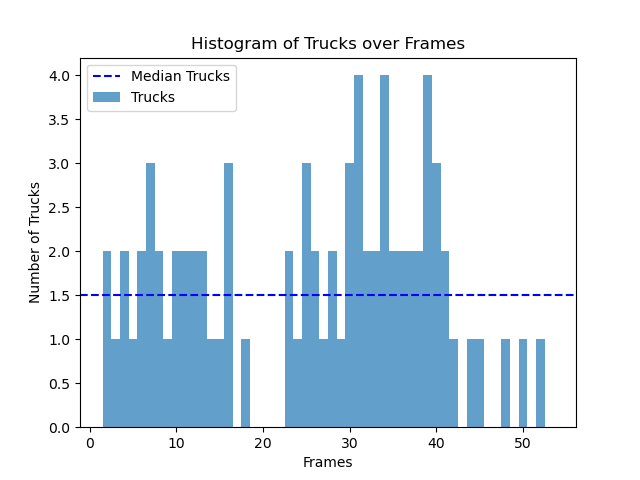 Histogram of Trucks over Frames
Median Trucks
Trucks
4.0
3.5
3.0
2.5
2.0
1.5
1.0
0.5
0.0
Number of Trucks
0 10 20 30 40 50
Frames